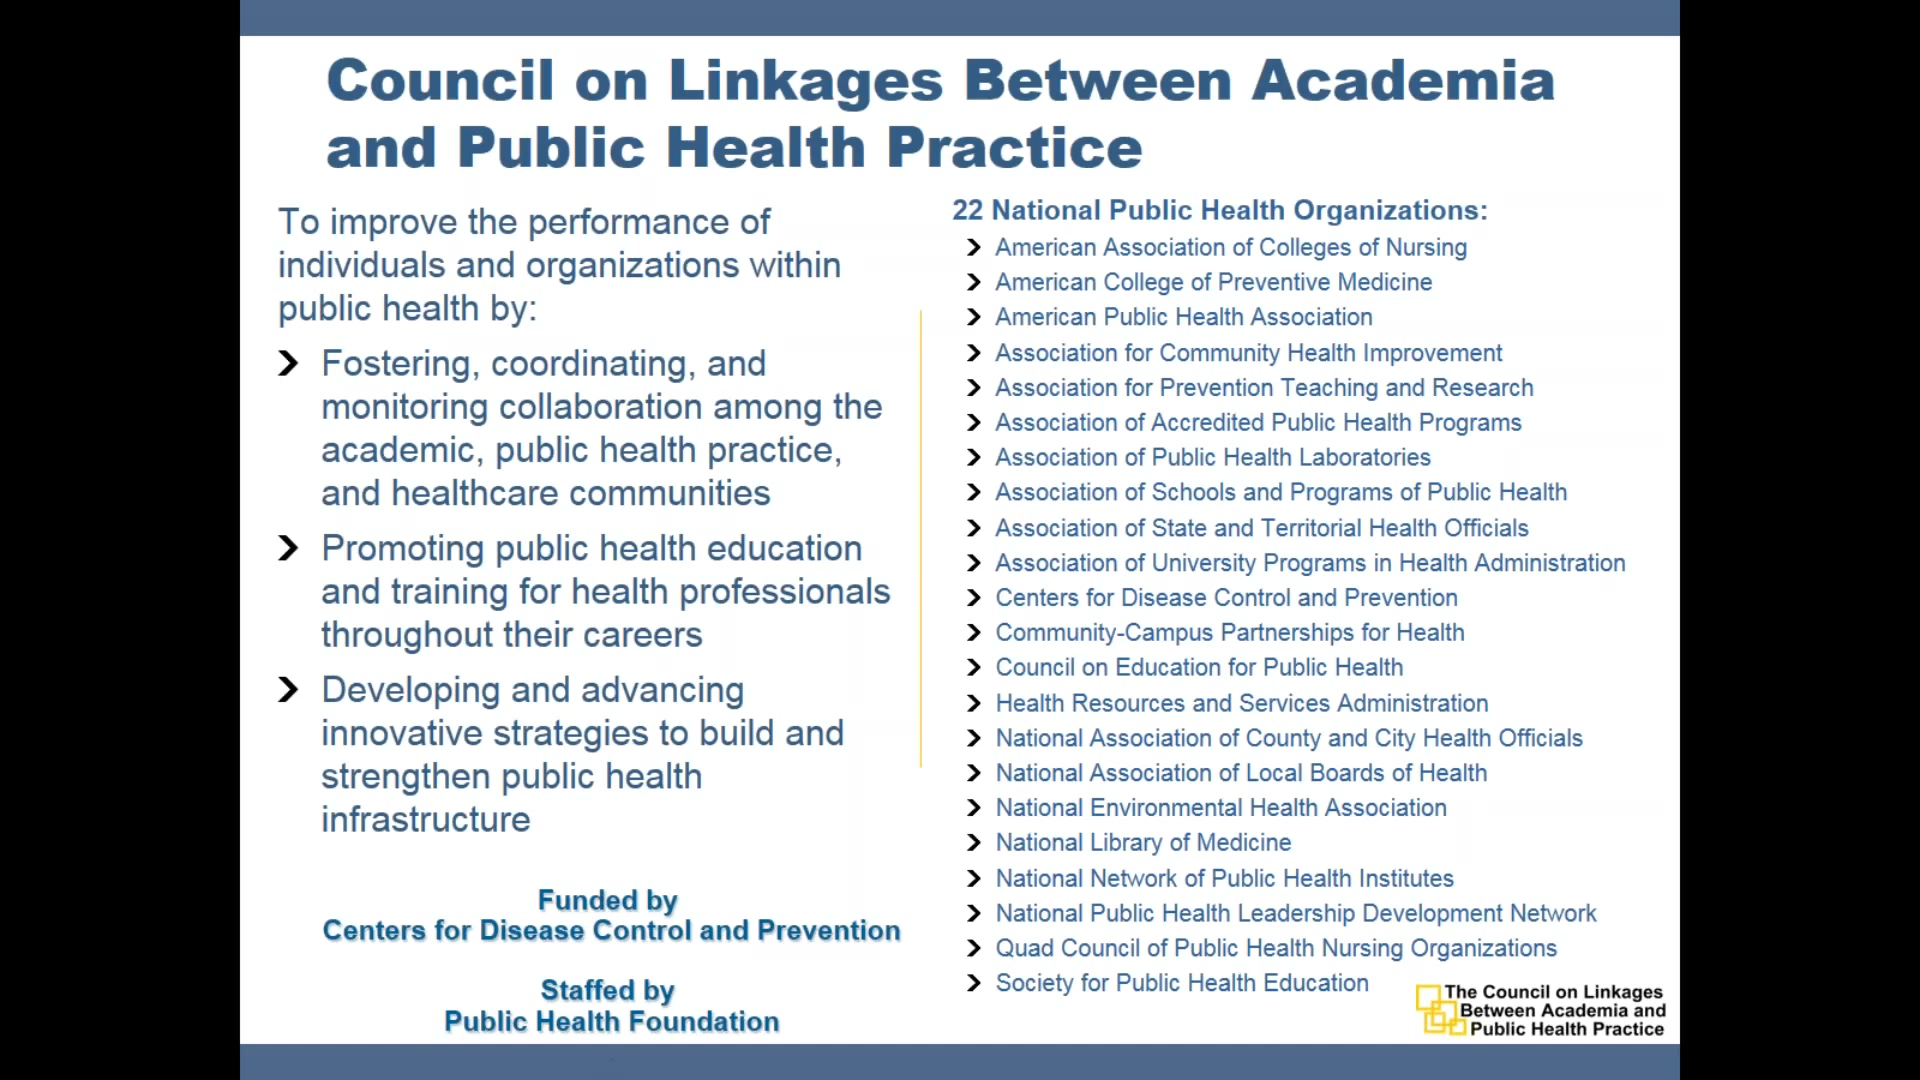 Council on Linkages Between Academia
and Public Health Practice
To improve the performance of
individuals and organizations within
public health by:
Fostering, coordinating, and
monitoring collaboration among the
academic, public health practice,
and healthcare communities
Promoting public health education
and training for health professionals
throughout their careers
Developing and advancing
innovative strategies to build and
strengthen public health
infrastructure
Funded by
Centers for Disease Control and Prevention
Staffed by
Public Health Foundation
22 National Public Health Organizations:
American Association of Colleges of Nursing
American College of Preventive Medicine
American Public Health Association
Association for Community Health Improvement
Association for Prevention Teaching and Research
Association of Accredited Public Health Programs
Association of Public Health Laboratories
Association of Schools and Programs of Public Health
Association of State and Territorial Health Officials
Association of University Programs in Health Administration
Centers for Disease Control and Prevention
Community-Campus Partnerships for Health
Council on Education for Public Health
Health Resources and Services Administration
National Association of County and City Health Officials
National Association of Local Boards of Health
National Environmental Health Association
National Library of Medicine
National Network of Public Health Institutes
National Public Health Leadership Development Network
Quad Council of Public Health Nursing Organizations
Society for Public Health Education
The Council on Linkages
Between Academia and
Public Health Practice